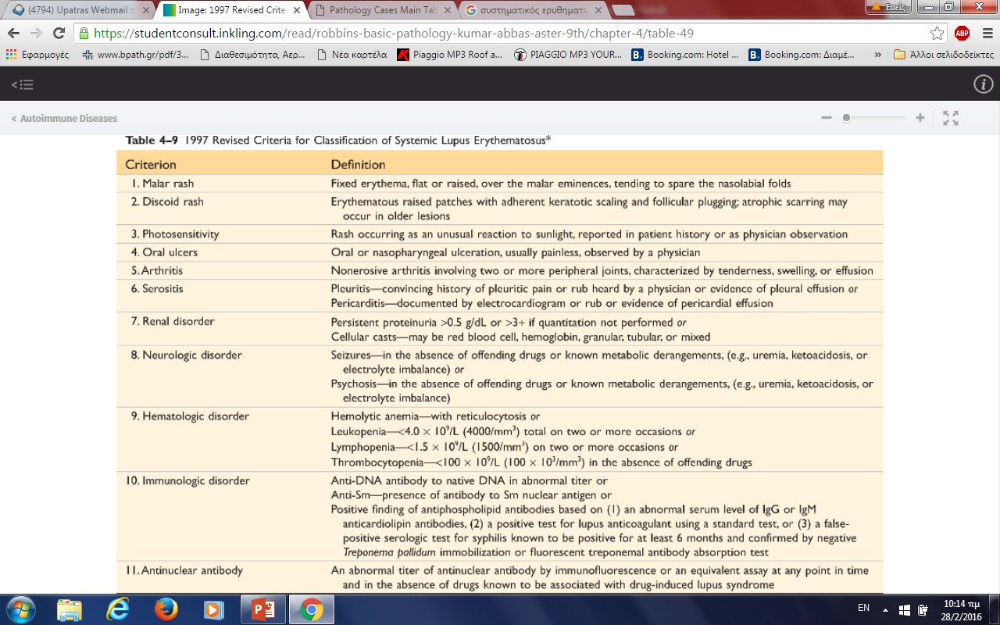 (4794) Upatras Webmail ::
Image: 1997 Revised Crite
Pathology Cases Main Tab
συστηματικός ερυθηματώ
Εσείς
https://studentconsult.inkling.com/read/robbins-basic-pathology-kumar-abbas-aster-9th/chapter-4/table-49
ABP
Εφαρμογές
www.bpath.gr/pdf/3...
Διαθεσιμότητα, Αερ...
Νέα καρτέλα
Piaggio MP3 Roof a...
PIAGGIO MP3 YOUR...
Booking.com: Hotel ...
Booking.com: Διαμέ...
»
Άλλοι σελιδοδείκτες
< Autoimmune Diseases
Table 4–9 1997 Revised Criteria for Classification of Systemic Lupus Erythematosus*
Criterion Definition
1. Malar rash Fixed erythema, flat or raised, over the malar eminences, tending to spare the nasolabial folds
2. Discoid rash Erythematous raised patches with adherent keratotic scaling and follicular plugging; atrophic scarring may
occur in older lesions
3. Photosensitivity Rash occurring as an unusual reaction to sunlight, reported in patient history or as physician observation
4. Oral ulcers Oral or nasopharyngeal ulceration, usually painless, observed by a physician
5. Arthritis Nonerosive arthritis involving two or more peripheral joints, characterized by tenderness, swelling, or effusion
6. Serositis Pleuritis—convincing history of pleuritic pain or rub heard by a physician or evidence of pleural effusion or
Pericarditis—documented by electrocardiogram or rub or evidence of pericardial effusion
7. Renal disorder Persistent proteinuria >0.5 g/dL or >3+ if quantitation not performed or
Cellular casts—may be red blood cell, hemoglobin, granular, tubular, or mixed
8. Neurologic disorder Seizures—in the absence of offending drugs or known metabolic derangements, (e.g., uremia, ketoacidosis, or
electrolyte imbalance) or
Psychosis—in the absence of offending drugs or known metabolic derangements, (e.g., uremia, ketoacidosis, or
electrolyte imbalance)
9. Hematologic disorder Hemolytic anemia—with reticulocytosis or
Leukopenia—<4.0 × 10⁹/L (4000/mm³) total on two or more occasions or
Lymphopenia—<1.5 × 10⁹/L (1500/mm³) on two or more occasions or
Thrombocytopenia—<100 × 10⁹/L (100 × 10³/mm³) in the absence of offending drugs
10. Immunologic disorder Anti-DNA antibody to native DNA in abnormal titer or
Anti-Sm—presence of antibody to Sm nuclear antigen or
Positive finding of antiphospholipid antibodies based on (1) an abnormal serum level of IgG or IgM
anticardiolipin antibodies, (2) a positive test for lupus anticoagulant using a standard test, or (3) a false-
positive serologic test for syphilis known to be positive for at least 6 months and confirmed by negative
Treponema pallidum immobilization or fluorescent treponemal antibody absorption test
11. Antinuclear antibody An abnormal titer of antinuclear antibody by immunofluorescence or an equivalent assay at any point in time
and in the absence of drugs known to be associated with drug-induced lupus syndrome
EN
10:14 πμ
28/2/2016